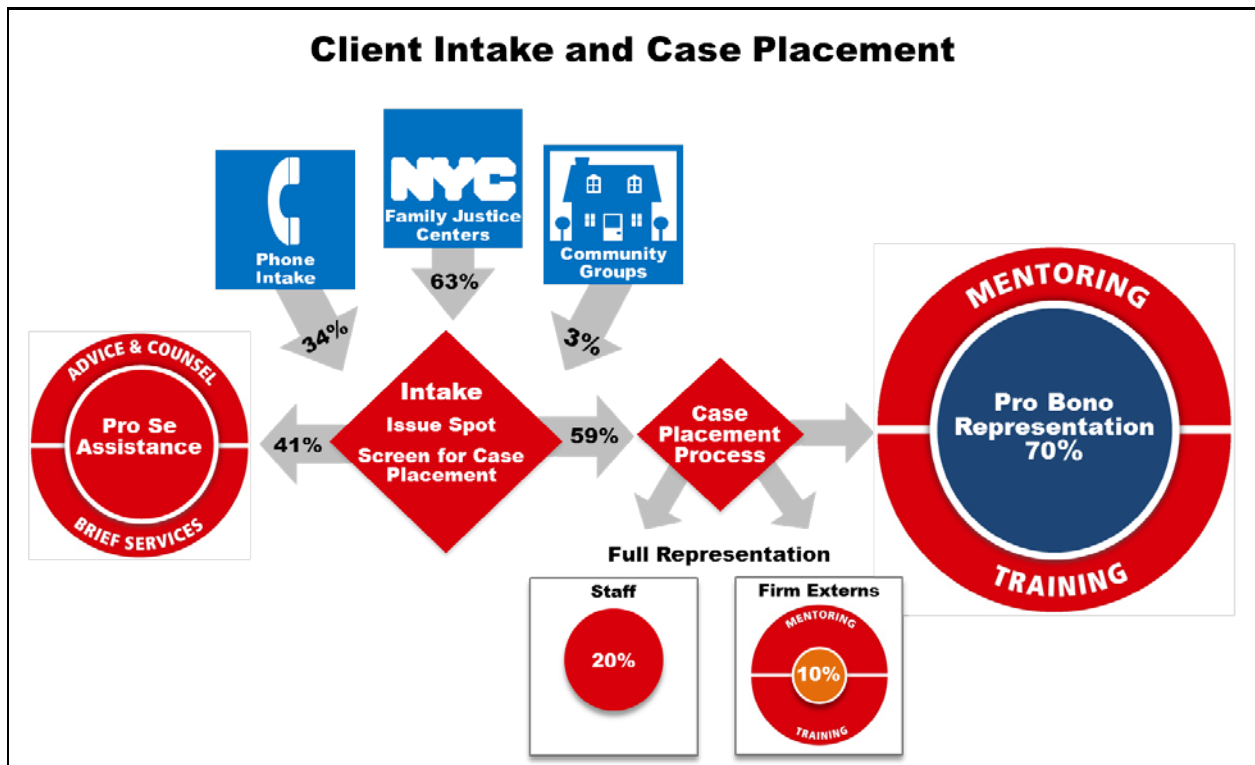 Client Intake and Case Placement
Phone
Intake
NYC
Family Justice
Centers
Community
Groups
34%
63%
3%
ADVICE & COUNSEL
Pro Se
Assistance
BRIEF SERVICES
41%
Intake
Issue Spot
Screen for Case
Placement
59%
Case
Placement
Process
MENTORING
Pro Bono
Representation
70%
TRAINING
Full Representation
Staff
20%
Firm Externs
MENTORING
10%
TRAINING